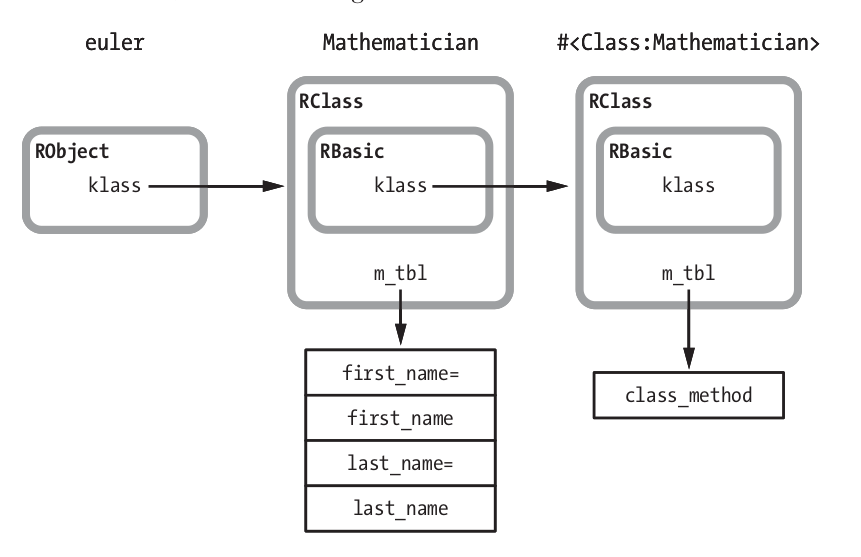 euler
Mathematician
#<Class:Mathematician>
RObject
klass
RClass
RBasic
klass
m_tbl
first_name=
first_name
last_name=
last_name
RClass
RBasic
klass
m_tbl
class_method